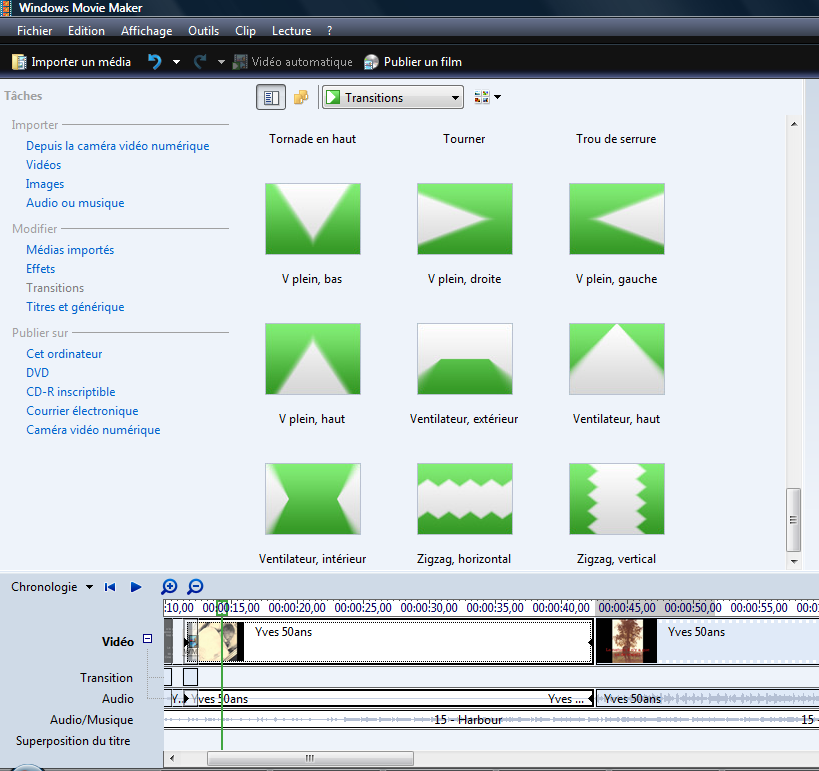 Windows Movie Maker
Fichier Edition Affichage Outils Clip Lecture ?
Importer un média Vidéo automatique Publier un film
Tâches
Transitions
Importer
Depuis la caméra vidéo numérique
Vidéos
Images
Audio ou musique
Modifier
Médias importés
Effets
Transitions
Titres et générique
Publier sur
Cet ordinateur
DVD
CD-R inscriptible
Courrier électronique
Caméra vidéo numérique
Tornade en haut Tourner Trou de serrure
V plein, bas V plein, droite V plein, gauche
V plein, haut Ventilateur, extérieur Ventilateur, haut
Ventilateur, intérieur Zigzag, horizontal Zigzag, vertical
Chronologie
:10,00 00:00:15,00 00:00:20,00 00:00:25,00 00:00:30,00 00:00:35,00 00:00:40,00 00:00:45,00 00:00:50,00 00:00:55,00 00:0
Vidéo Yves 50ans Yves 50ans
Transition
Audio Y... Yves 50ans Yves ... Yves 50ans
Audio/Musique 15 - Harbour 15 -
Superposition du titre